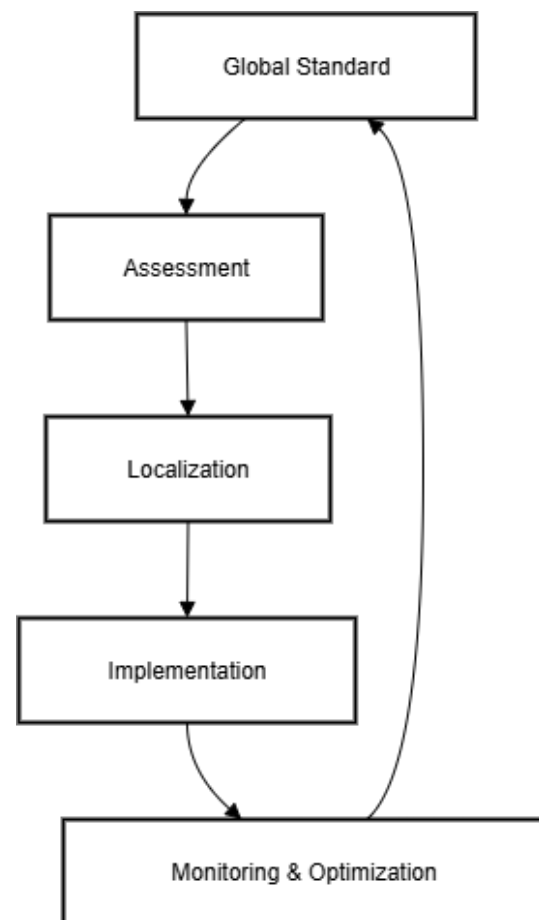 Global Standard
Assessment
Localization
Implementation
Monitoring & Optimization